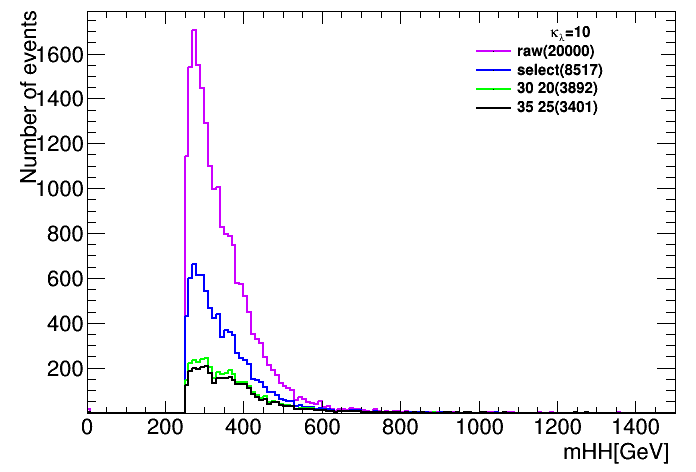 κλ=10
raw(20000)
select(8517)
30 20(3892)
35 25(3401)
Number of events
1600
1400
1200
1000
800
600
400
200
0 200 400 600 800 1000 1200 1400
mHH[GeV]